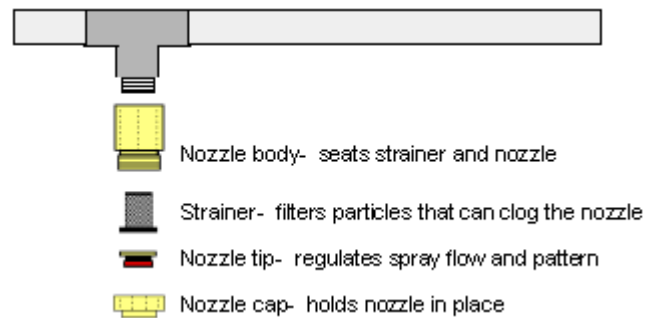 Nozzle body- seats strainer and nozzle
Strainer- filters particles that can clog the nozzle
Nozzle tip- regulates spray flow and pattern
Nozzle cap- holds nozzle in place